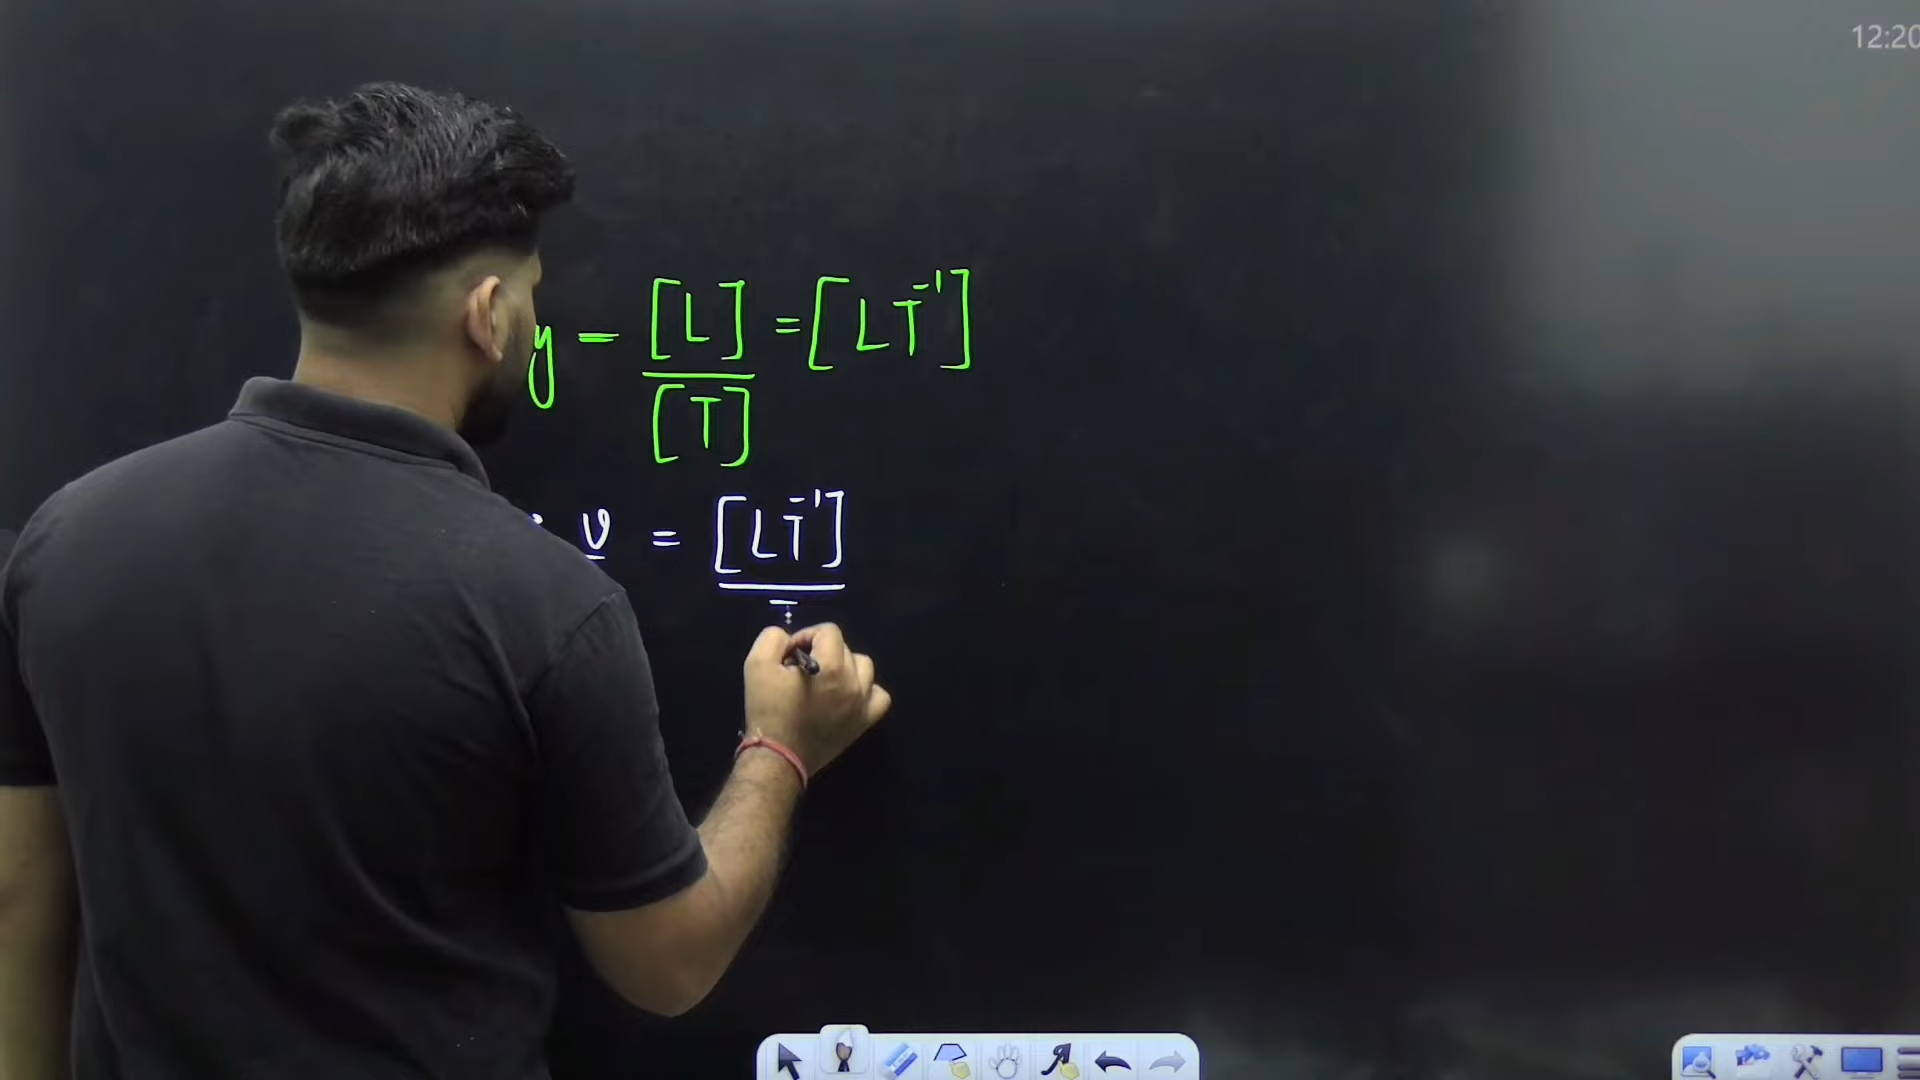 12:20
y = [L] / [T] = [LT⁻¹]
v = [LT⁻¹]